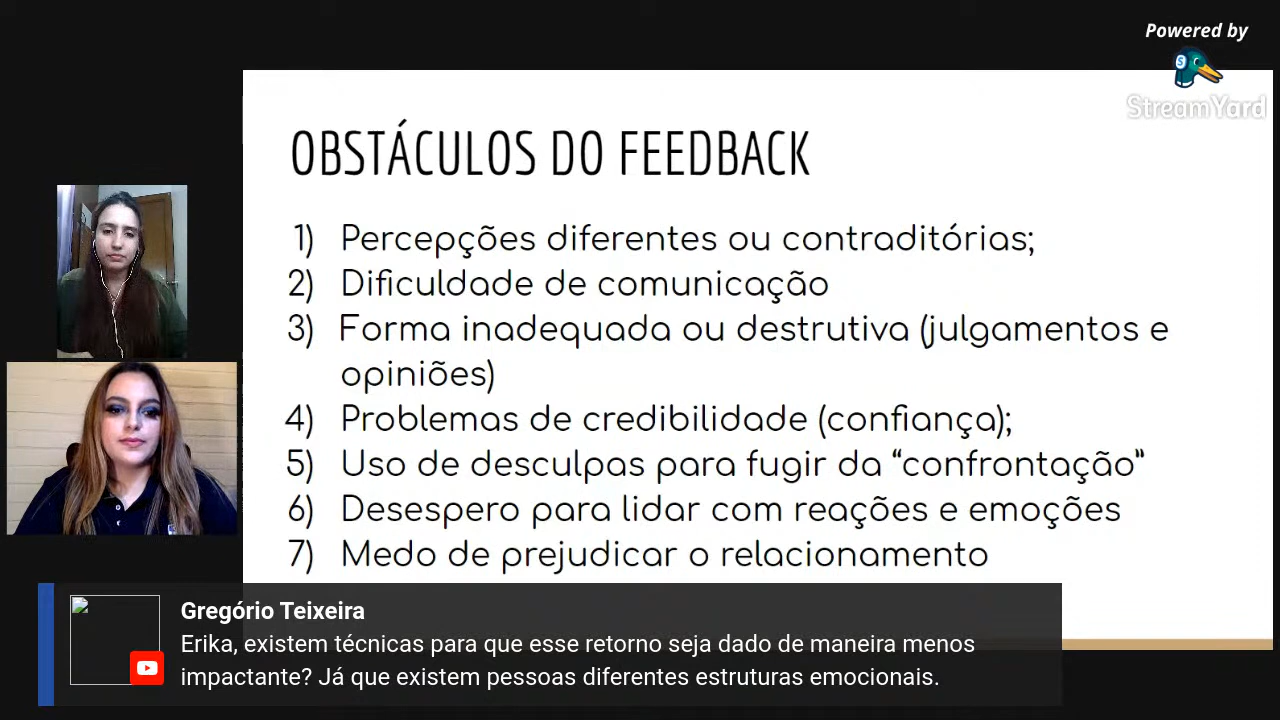 Powered by
StreamYard
OBSTÁCULOS DO FEEDBACK
1) Percepções diferentes ou contraditórias;
2) Dificuldade de comunicação
3) Forma inadequada ou destrutiva (julgamentos e
opiniões)
4) Problemas de credibilidade (confiança);
5) Uso de desculpas para fugir da “confrontação”
6) Desespero para lidar com reações e emoções
7) Medo de prejudicar o relacionamento
Gregório Teixeira
Erika, existem técnicas para que esse retorno seja dado de maneira menos
impactante? Já que existem pessoas diferentes estruturas emocionais.